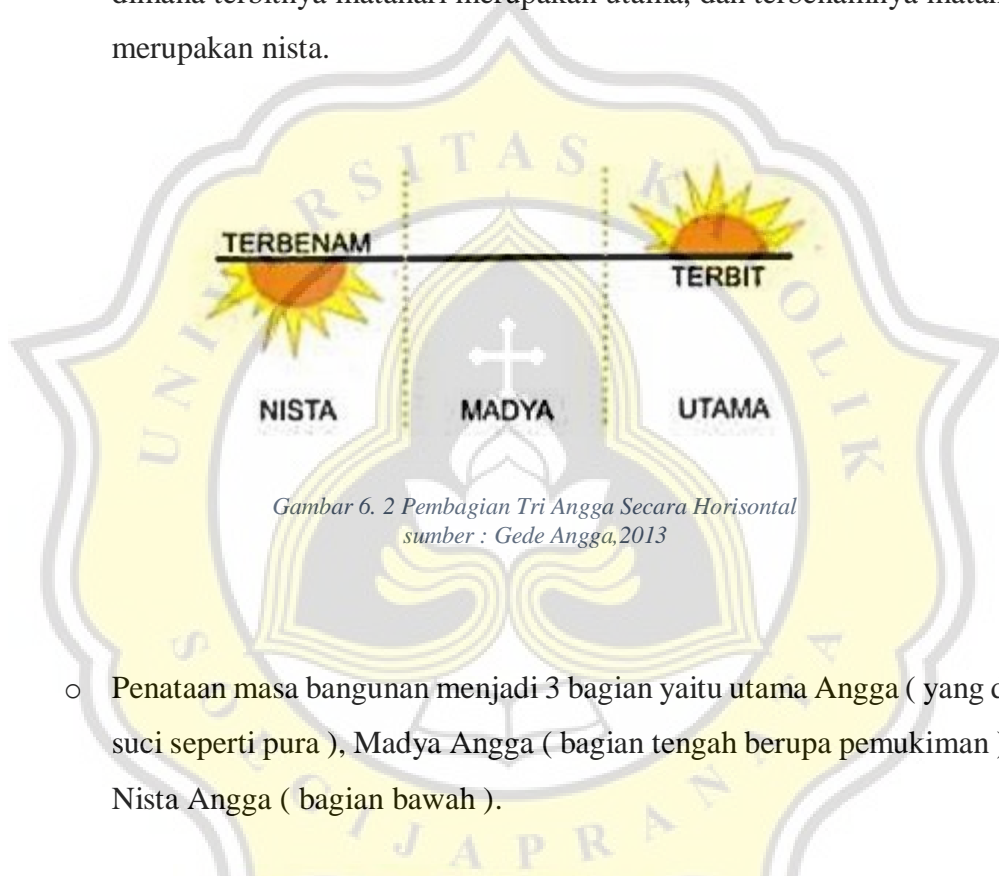 merupakan nista.
UNIVERSITAS KATOLIK
TERBENAM
TERBIT
NISTA MADYA UTAMA
Gambar 6. 2 Pembagian Tri Angga Secara Horisontal
sumber : Gede Angga,2013
o Penataan masa bangunan menjadi 3 bagian yaitu utama Angga ( yang
suci seperti pura ), Madya Angga ( bagian tengah berupa pemukiman )
Nista Angga ( bagian bawah ).